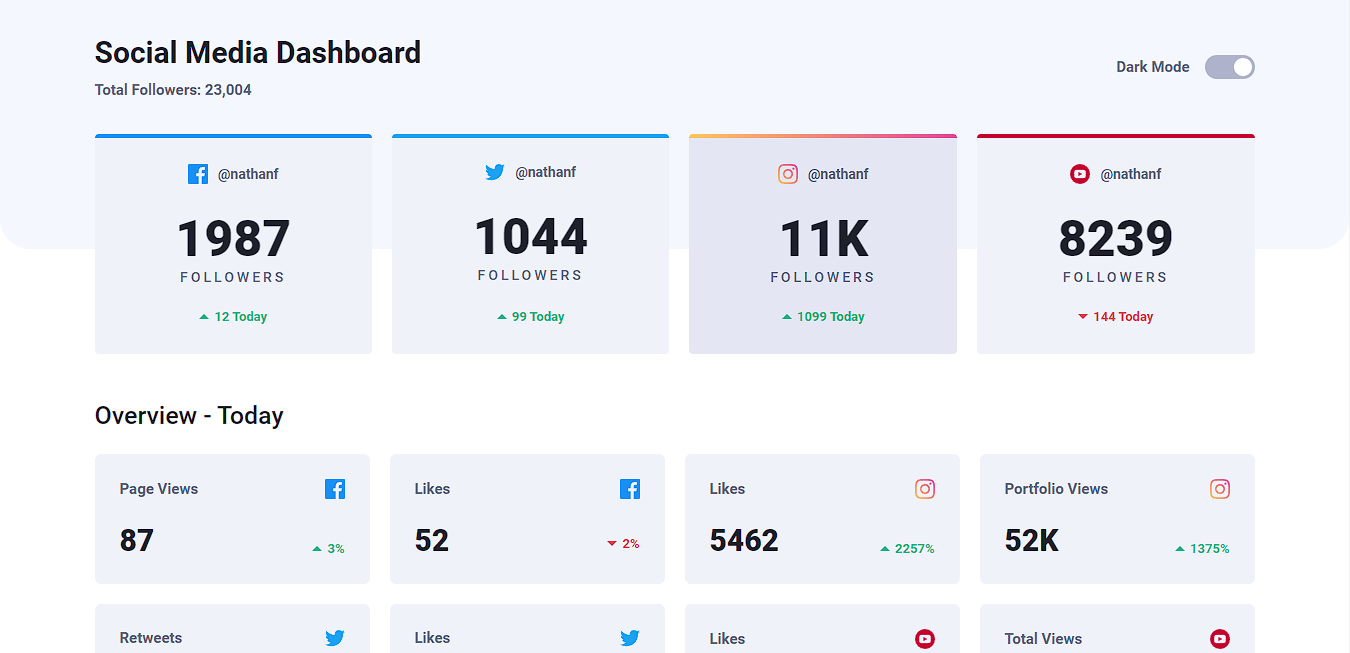 Social Media Dashboard
Total Followers: 23,004
Dark Mode
@nathanf
1987
FOLLOWERS
12 Today
@nathanf
1044
FOLLOWERS
99 Today
@nathanf
11K
FOLLOWERS
1099 Today
@nathanf
8239
FOLLOWERS
144 Today
Overview - Today
Page Views
87
3%
Likes
52
2%
Likes
5462
2257%
Portfolio Views
52K
1375%
Retweets
Likes
Likes
Total Views